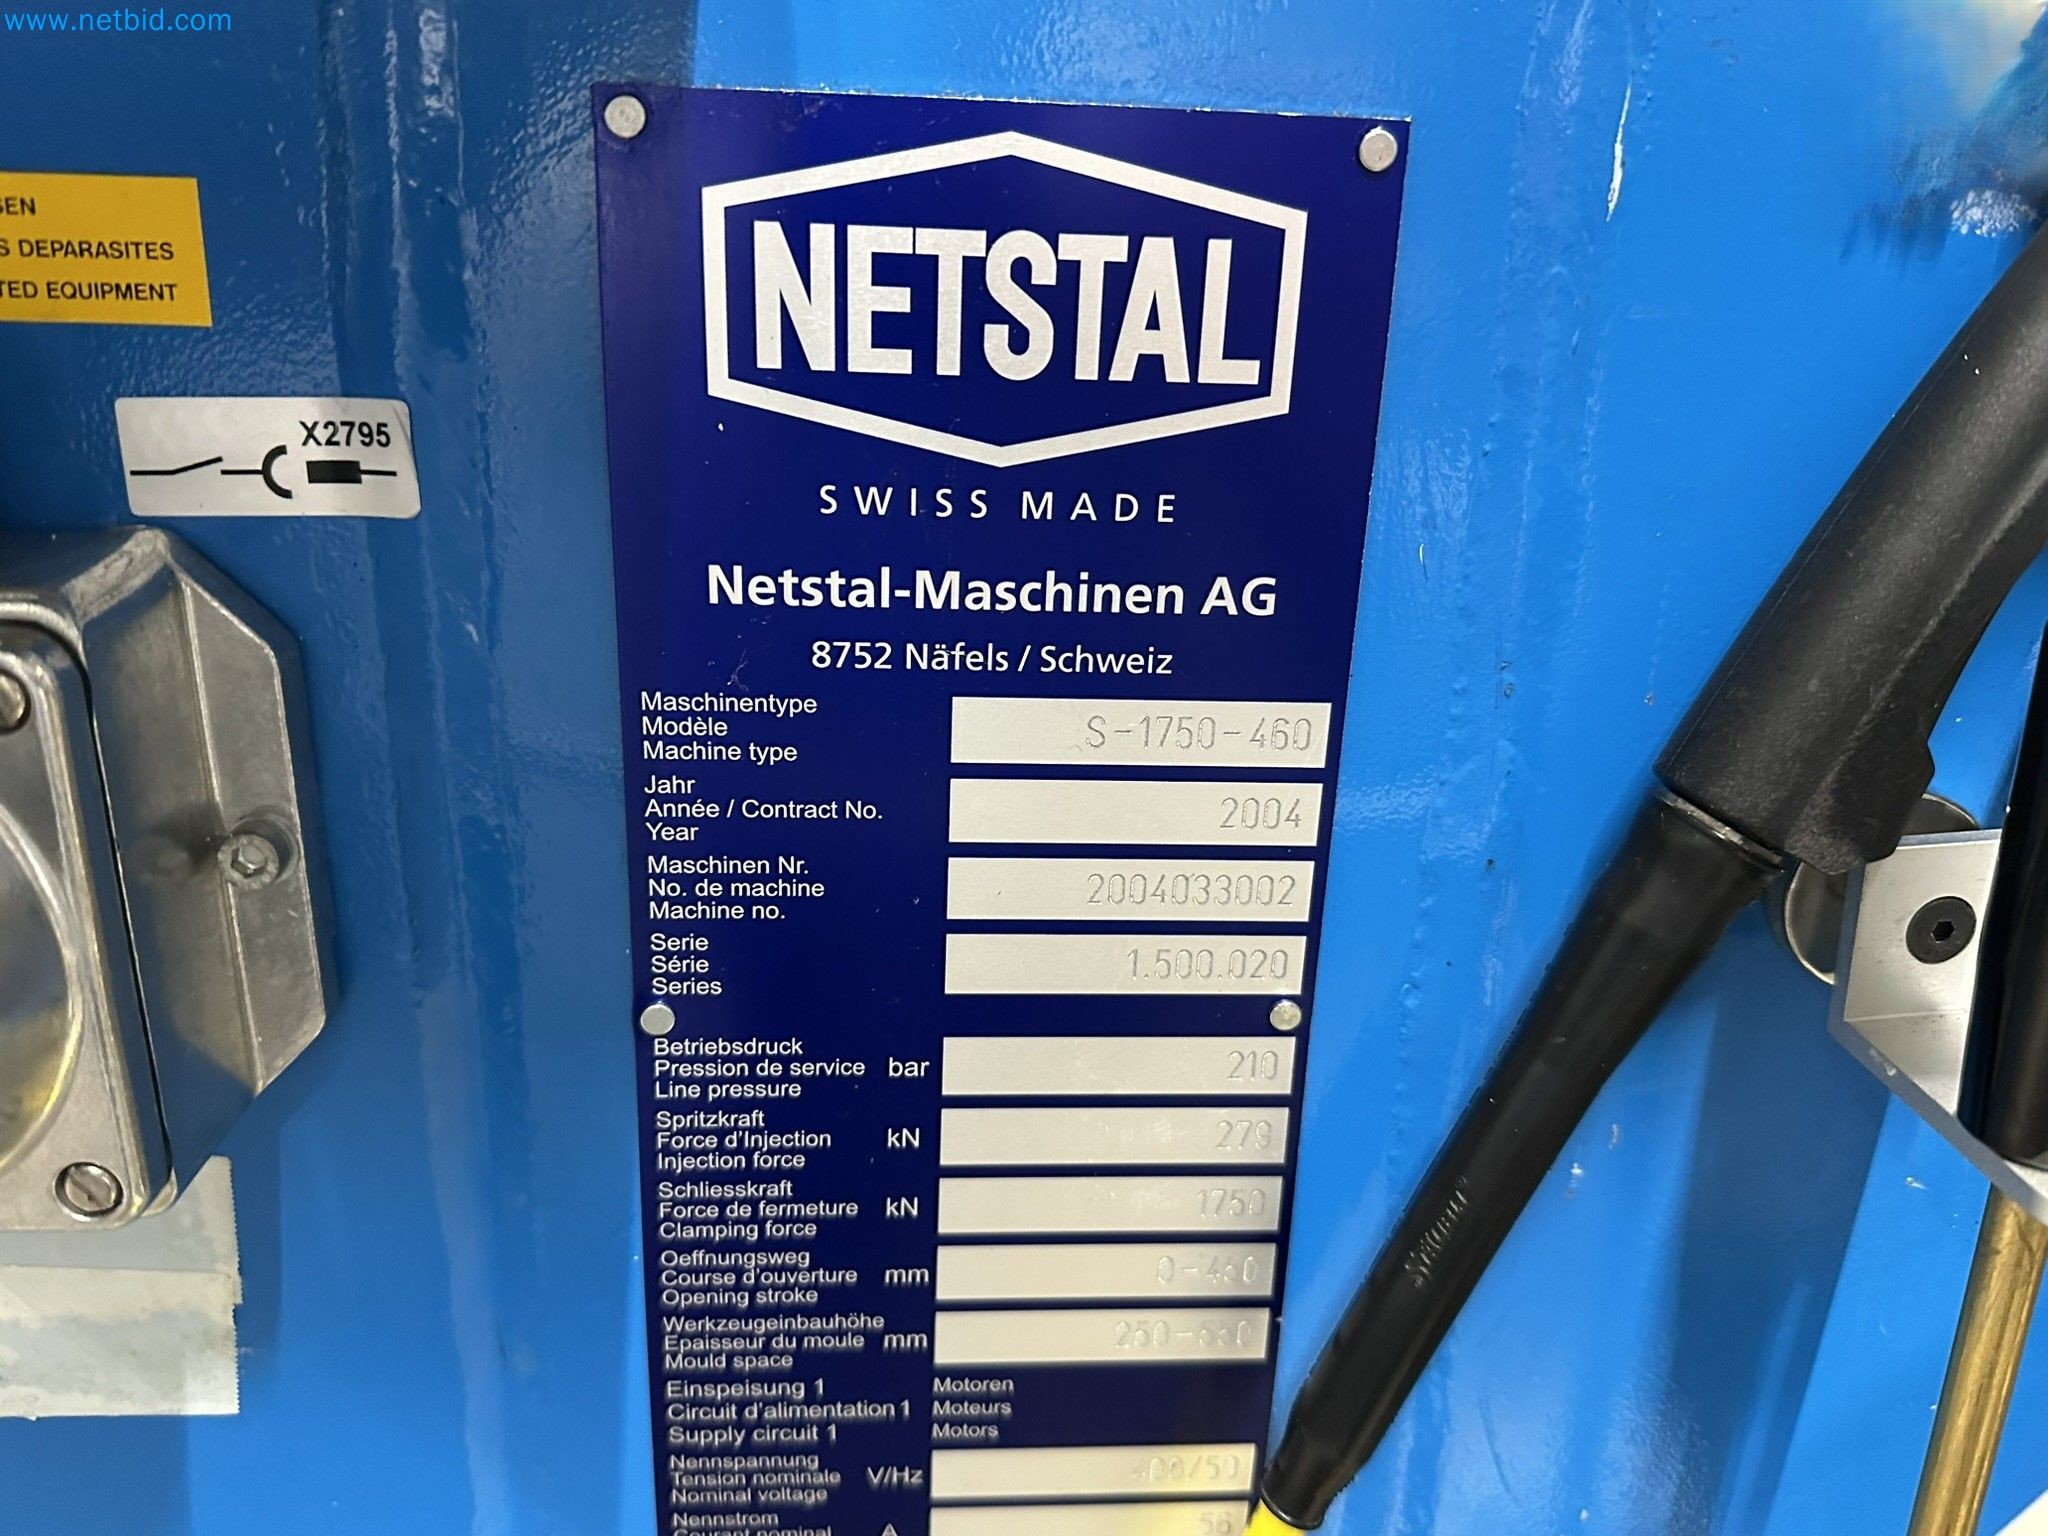 www.netbid.com
SEN
S DEPARASITES
TED EQUIPMENT
X2795
NETSTAL
SWISS MADE
Netstal-Maschinen AG
8752 Näfels / Schweiz
Maschinentype
Modèle
Machine type
S-1750-460
Jahr
Année / Contract No.
Year
2004
Maschinen Nr.
No. de machine
Machine no.
2004033002
Serie
Série
Series
1.500.020
Betriebsdruck
Pression de service bar
Line pressure
210
Spritzkraft
Force d'Injection kN
Injection force
279
Schliesskraft
Force de fermeture kN
Clamping force
1750
Oeffnungsweg
Course d'ouverture mm
Opening stroke
Werkzeugeinbauhöhe
Epaisseur du moule mm
Mould space
Einspeisung 1 Motoren
Circuit d'alimentation 1 Moteurs
Supply circuit 1 Motors
Nennspannung
Tension nominale V/Hz
Nominal voltage
400/50
Nennstrom
Courant nominal A
56